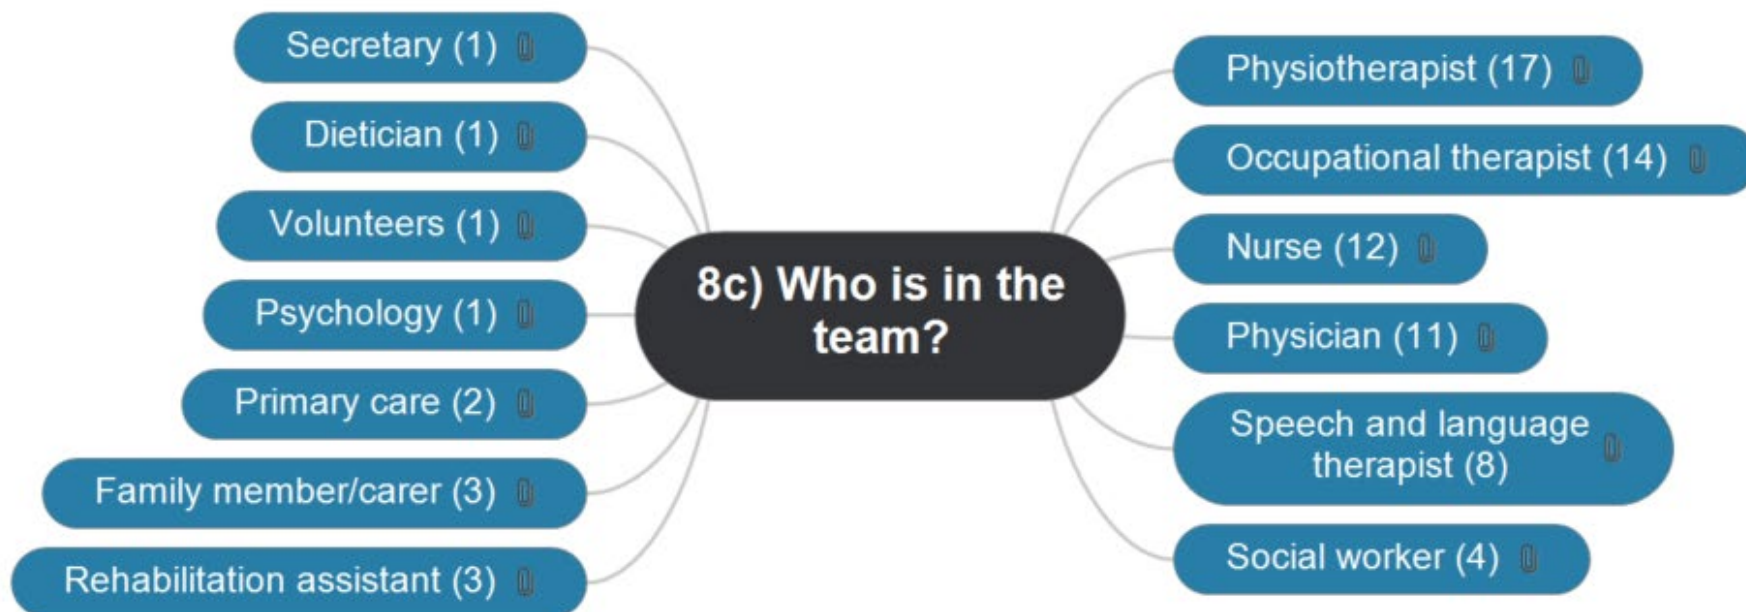 8c) Who is in the
team?
Physiotherapist (17)
Occupational therapist (14)
Nurse (12)
Physician (11)
Speech and language
therapist (8)
Social worker (4)
Secretary (1)
Dietician (1)
Volunteers (1)
Psychology (1)
Primary care (2)
Family member/carer (3)
Rehabilitation assistant (3)